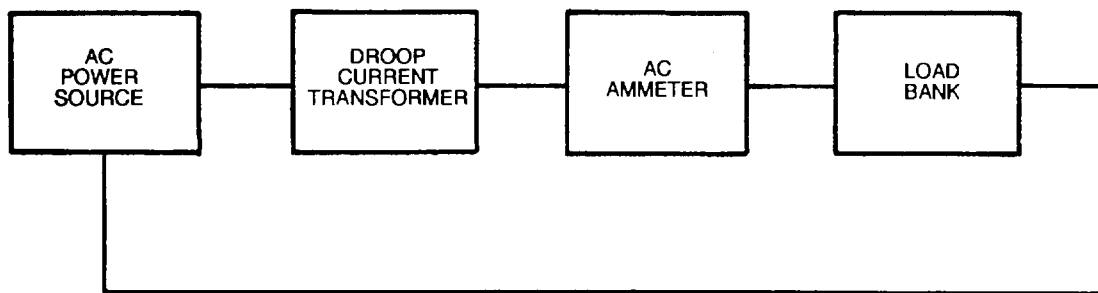 AC
POWER
SOURCE
DROOP
CURRENT
TRANSFORMER
AC
AMMETER
LOAD
BANK